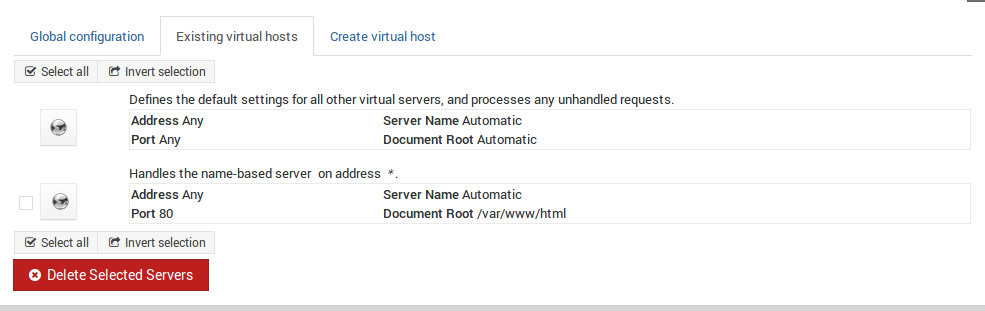 Global configuration Existing virtual hosts Create virtual host
Select all Invert selection
Defines the default settings for all other virtual servers, and processes any unhandled requests.
Address Any Server Name Automatic
Port Any Document Root Automatic
Handles the name-based server on address *.
Address Any Server Name Automatic
Port 80 Document Root /var/www/html
Select all Invert selection
Delete Selected Servers